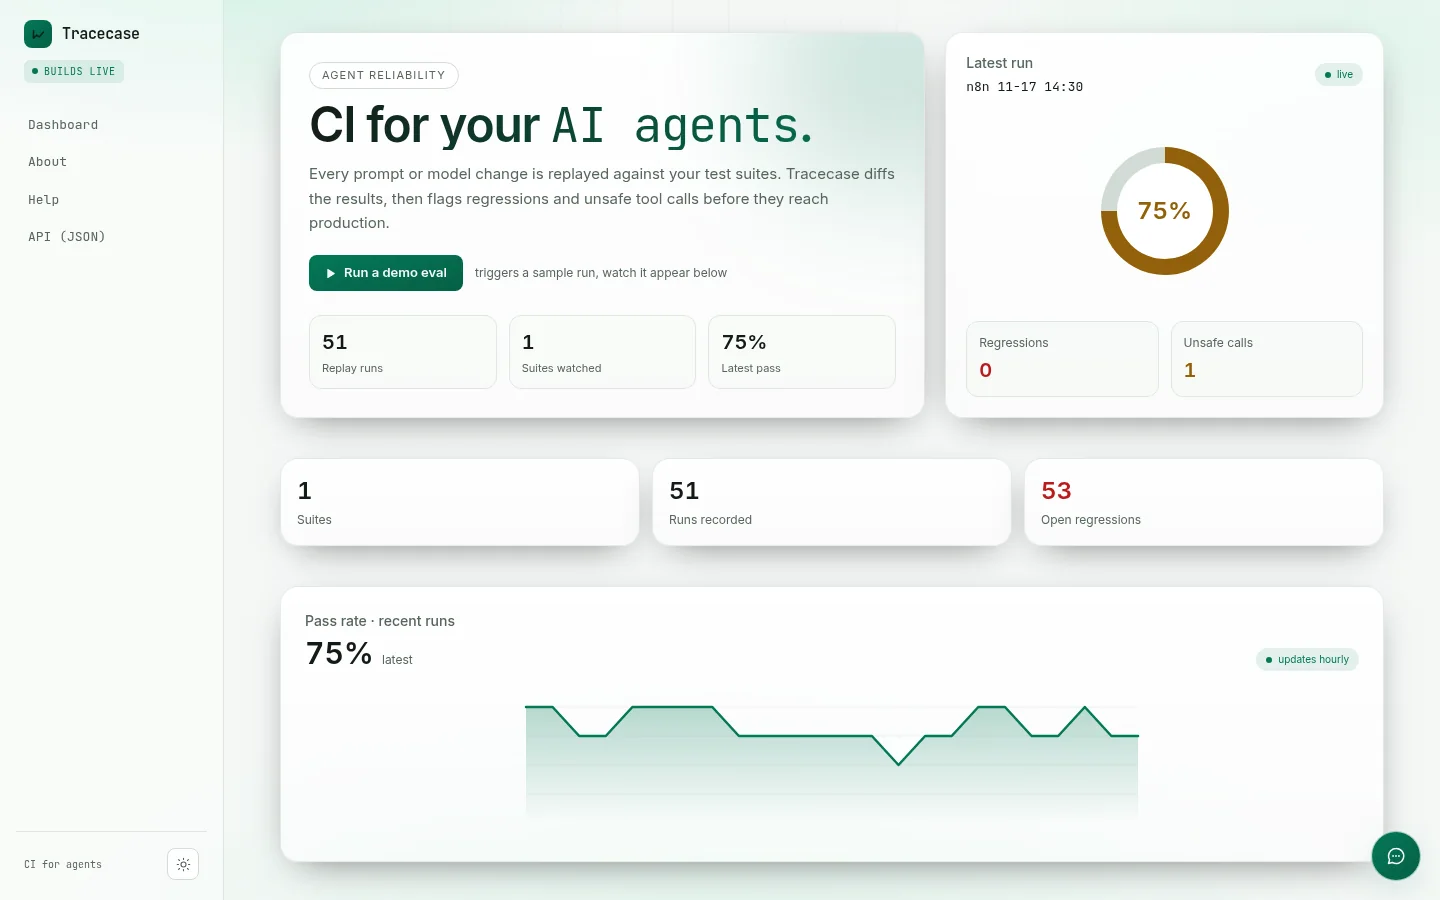 Tracecase
BUILDS LIVE
Dashboard
About
Help
API (JSON)
CI for agents
AGENT RELIABILITY
CI for your AI agents.
Every prompt or model change is replayed against your test suites. Tracecase diffs
the results, then flags regressions and unsafe tool calls before they reach
production.
Run a demo eval
triggers a sample run, watch it appear below
51
Replay runs
1
Suites watched
75%
Latest pass
Latest run
n8n 11-17 14:30
live
75%
Regressions
0
Unsafe calls
1
1
Suites
51
Runs recorded
53
Open regressions
Pass rate · recent runs
75% latest
updates hourly